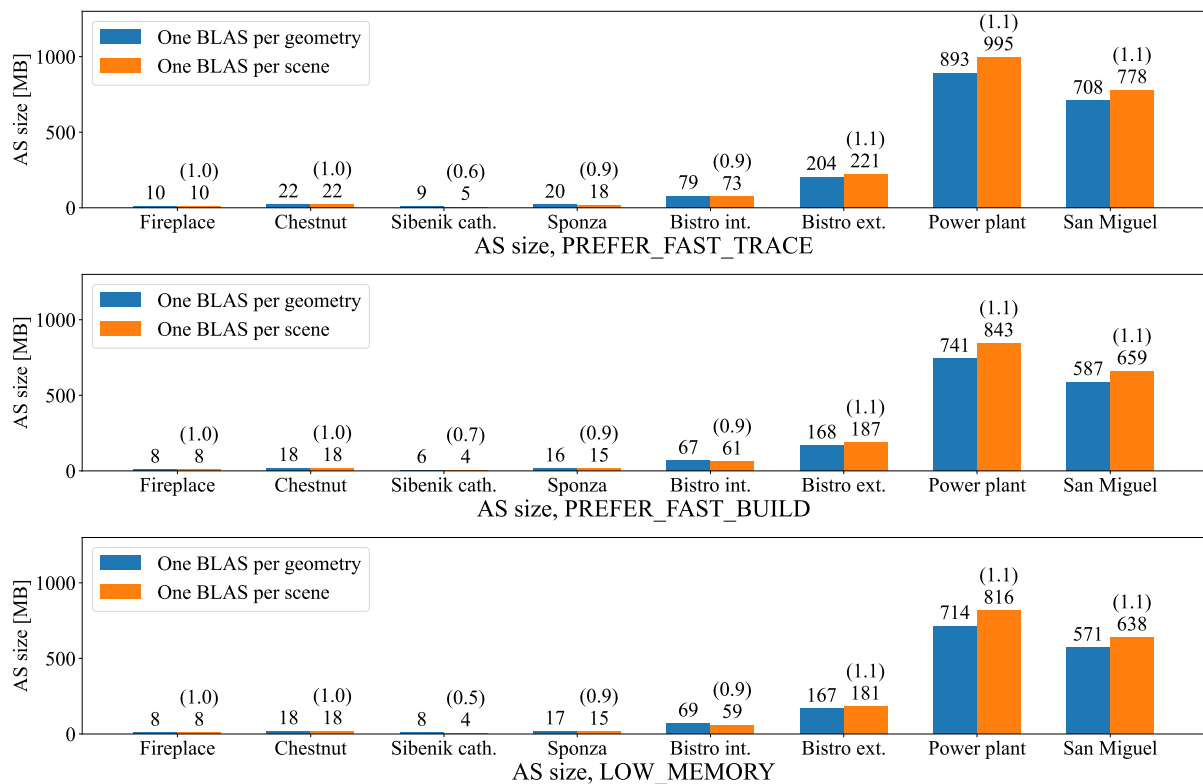 One BLAS per geometry
One BLAS per scene
AS size [MB]
1000
500
0
10 (1.0) 10
22 (1.0) 22
9 (0.6) 5
20 (0.9) 18
79 (0.9) 73
204 (1.1) 221
893 (1.1) 995
708 (1.1) 778
Fireplace Chestnut Sibenik cath. Sponza Bistro int. Bistro ext. Power plant San Miguel
AS size, PREFER_FAST_TRACE
One BLAS per geometry
One BLAS per scene
AS size [MB]
1000
500
0
8 (1.0) 8
18 (1.0) 18
6 (0.7) 4
16 (0.9) 15
67 (0.9) 61
168 (1.1) 187
741 (1.1) 843
587 (1.1) 659
Fireplace Chestnut Sibenik cath. Sponza Bistro int. Bistro ext. Power plant San Miguel
AS size, PREFER_FAST_BUILD
One BLAS per geometry
One BLAS per scene
AS size [MB]
1000
500
0
8 (1.0) 8
18 (1.0) 18
8 (0.5) 4
17 (0.9) 15
69 (0.9) 59
167 (1.1) 181
714 (1.1) 816
571 (1.1) 638
Fireplace Chestnut Sibenik cath. Sponza Bistro int. Bistro ext. Power plant San Miguel
AS size, LOW_MEMORY